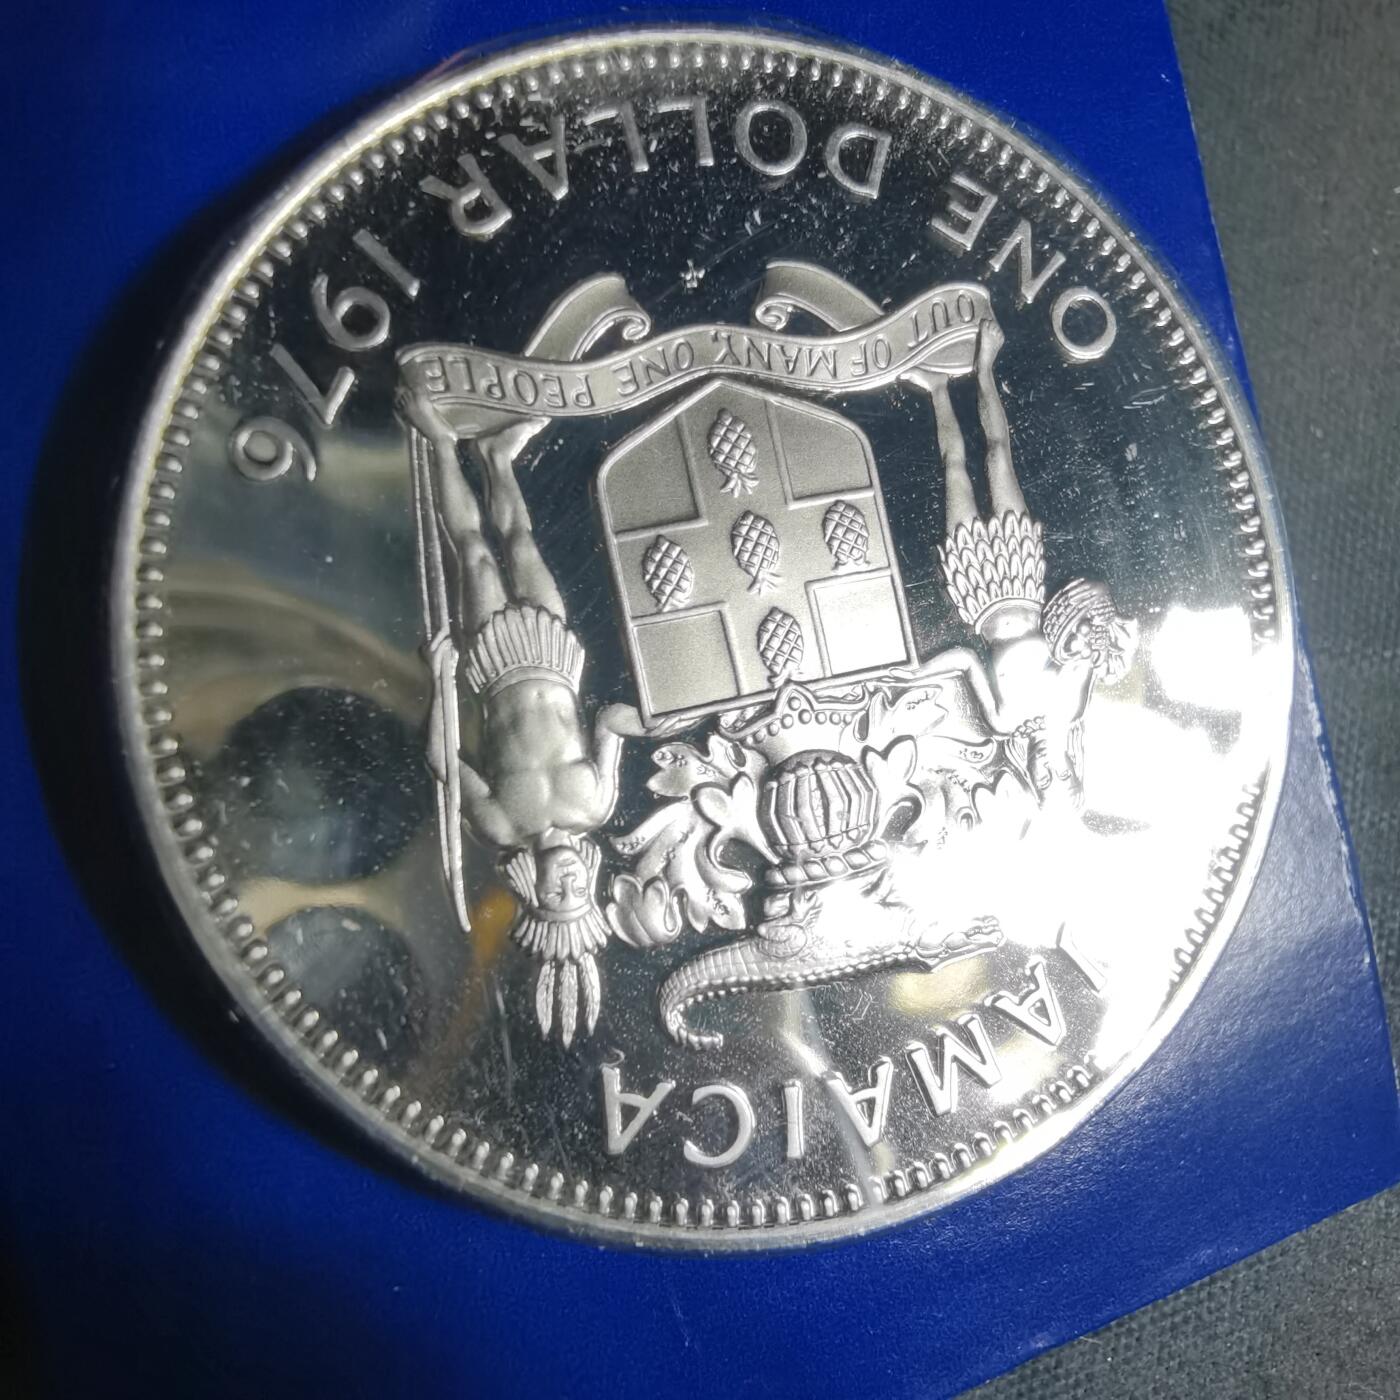 JAMAICA
OUT OF MANY, ONE PEOPLE
ONE DOLLAR 1976